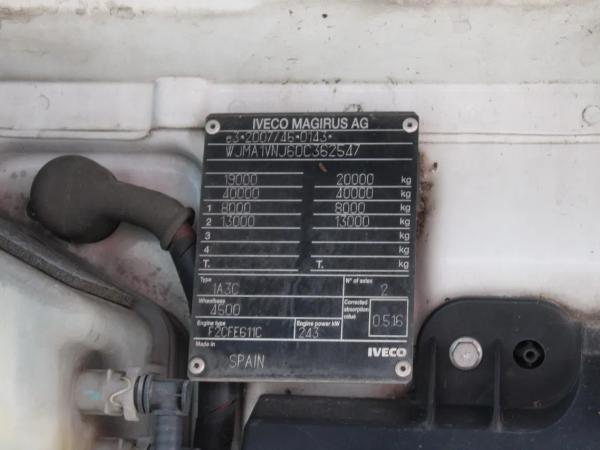 IVECO MAGIRUS AG
e3*2007/46*0143*
WJMA1VNJ60C362547
19000 20000 kg
40000 40000 kg
1 8000 8000 kg
2 13000 13000 kg
3 kg
4 kg
T. T. kg
Type N° of axles
1A3C 2
Wheelbase Corrected absorption value
4500 0.516
Engine type Engine power kW
F2CFE611C 243
Made in IVECO
SPAIN